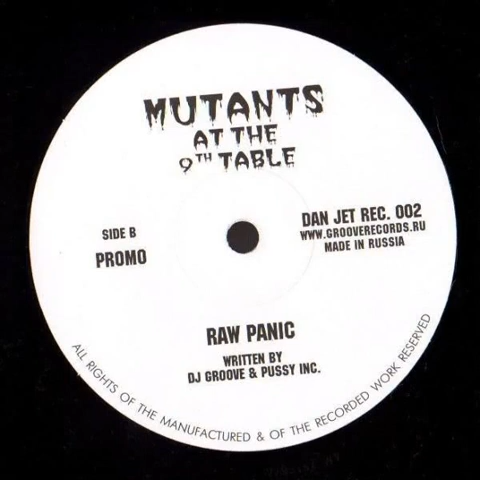 MUTANTS
AT THE
9TH TABLE
SIDE B
PROMO
DAN JET REC. 002
WWW.GROOVERECORDS.RU
MADE IN RUSSIA
RAW PANIC
WRITTEN BY
DJ GROOVE & PUSSY INC.
ALL RIGHTS OF THE MANUFACTURED & OF THE RECORDED WORK RESERVED